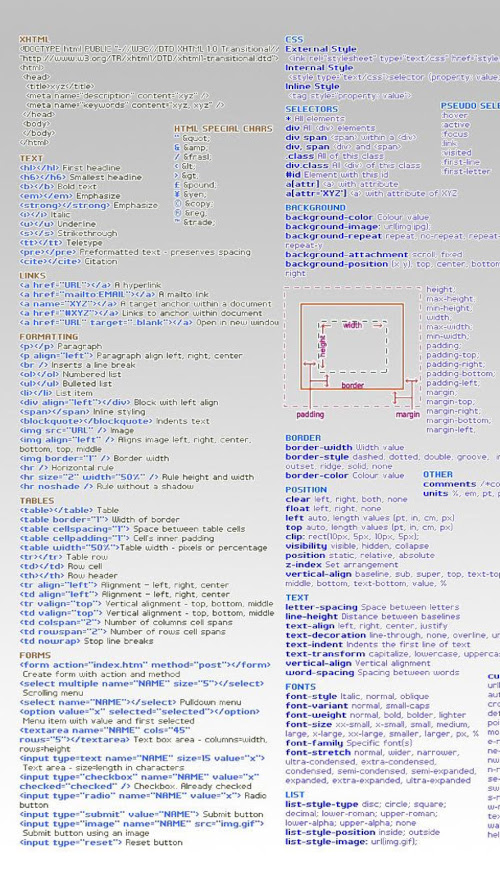 XHTML
<!DOCTYPE html PUBLIC "-//W3C//DTD XHTML 1.0 Transitional//
"http://www.w3.org/TR/xhtml1/DTD/xhtml1-transitional.dtd">
<html>
<head>
<title>xyz</title>
<meta name="description" content="xyz" />
<meta name="keywords" content="xyz, xyz" />
</head>
<body>
</body>
</html>
HTML SPECIAL CHARS
" &quot;
& &amp;
/ &frasl;
< &lt;
> &gt;
£ &pound;
¥ &yen;
© &copy;
® &reg;
™ &trade;
TEXT
<h1></h1> First headline
<h6></h6> Smallest headline
<b></b> Bold text
<em></em> Emphasize
<strong></strong> Emphasize
<i></i> Italic
<u></u> Underline
<s></s> Strikethrough
<tt></tt> Teletype
<pre></pre> Preformatted text - preserves spacing
<cite></cite> Citation
LINKS
<a href="URL"></a> A hyperlink
<a href="mailto:EMAIL"></a> A mailto link
<a name="XYZ"></a> A target anchor within a document
<a href="#XYZ"></a> Links to anchor within document
<a href="URL" target="_blank"></a> Open in new window
FORMATTING
<p></p> Paragraph
<p align="left"> Paragraph align left, right, center
<br /> Inserts a line break
<ol></ol> Numbered list
<ul></ul> Bulleted list
<li></li> List item
<div align="left"></div> Block with left align
<span></span> Inline styling
<blockquote></blockquote> Indents text
<img src="URL" /> Image
<img align="left" /> Aligns image left, right, center,
bottom, top, middle
<img border="1" /> Border width
<hr /> Horizontal rule
<hr size="2" width="50%" /> Rule height and width
<hr noshade /> Rule without a shadow
TABLES
<table></table> Table
<table border="1"> Width of border
<table cellspacing="1"> Space between table cells
<table cellpadding="1"> Cell's inner padding
<table width="50%">Table width - pixels or percentage
<tr></tr> Table row
<td></td> Row cell
<th></th> Row header
<tr align="left"> Alignment - left, right, center
<td align="left"> Alignment - left, right, center
<tr valign="top"> Vertical alignment - top, bottom, middle
<td valign="top"> Vertical alignment - top, bottom, middle
<td colspan="2"> Number of columns cell spans
<td rowspan="2"> Number of rows cell spans
<td nowrap> Stop line breaks
FORMS
<form action="index.htm" method="post"></form>
Create form with action and method
<select multiple name="NAME" size="5"></select>
Scrolling menu
<select name="NAME"></select> Pulldown menu
<option value="x" selected="selected"></option>
Menu item with value and first selected
<textarea name="NAME" cols="45"
rows="5"></textarea> Text box area - columns=width,
rows=height
<input type=text name="NAME" size=15 value="x">
Text area - size=length in characters
<input type="checkbox" name="NAME" value="x"
checked="checked" /> Checkbox. Already checked
<input type="radio" name="NAME" value="x"> Radio
button
<input type="submit" value="NAME"> Submit button
<input type="image" name="NAME" src="img.gif">
Submit button using an image
<input type="reset"> Reset button
CSS
External Style
<link rel="stylesheet" type="text/css" href="style.
Internal Style
<style type="text/css">selector {property: value;
Inline Style
<tag style="property: value">
SELECTORS
* All elements
div All <div> elements
div span <span> within a <div>
div, span <div> and <span>
.class All of this class
div.class All <div> of this class
#id Element with this id
a[attr] <a> with attribute
a[attr='XYZ'] <a> with attribute of XYZ
PSEUDO SELE
:hover
:active
:focus
:link
:visited
:first-line
:first-letter
BACKGROUND
background-color Colour value
background-image: url(img.jpg);
background-repeat repeat, no-repeat, repeat-
repeat-y
background-attachment scroll, fixed
background-position (x y), top, center, bottom
right
width
height
border
padding
margin
height;
max-height;
min-height;
width;
max-width;
min-width;
padding;
padding-top;
padding-right;
padding-bottom;
padding-left;
margin;
margin-top;
margin-right;
margin-bottom;
margin-left;
BORDER
border-width Width value
border-style dashed, dotted, double, groove, in
outset, ridge, solid, none
border-color Colour value
OTHER
comments /*co
units %, em, pt, p
POSITION
clear left, right, both, none
float left, right, none
left auto, length values (pt, in, cm, px)
top auto, length values (pt, in, cm, px)
clip: rect(10px, 5px, 10px, 5px);
visibility visible, hidden, collapse
position static, relative, absolute
z-index Set arrangement
vertical-align baseline, sub, super, top, text-top
middle, bottom, text-bottom, value, %
TEXT
letter-spacing Space between letters
line-height Distance between baselines
text-align left, right, center, justify
text-decoration line-through, none, overline, un
text-indent Indents the first line of text
text-transform capitalize, lowercase, uppercas
vertical-align Vertical alignment
word-spacing Spacing between words
FONTS
font-style Italic, normal, oblique
font-variant normal, small-caps
font-weight normal, bold, bolder, lighter
font-size xx-small, x-small, small, medium,
large, x-large, xx-large, smaller, larger, px, %
font-family Specific font(s)
font-stretch normal, wider, narrower,
ultra-condensed, extra-condensed,
condensed, semi-condensed, semi-expanded,
expanded, extra-expanded, ultra-expanded
LIST
list-style-type disc; circle; square;
decimal; lower-roman; upper-roman;
lower-alpha; upper-alpha; none
list-style-position inside; outside
list-style-image: url(img.gif);